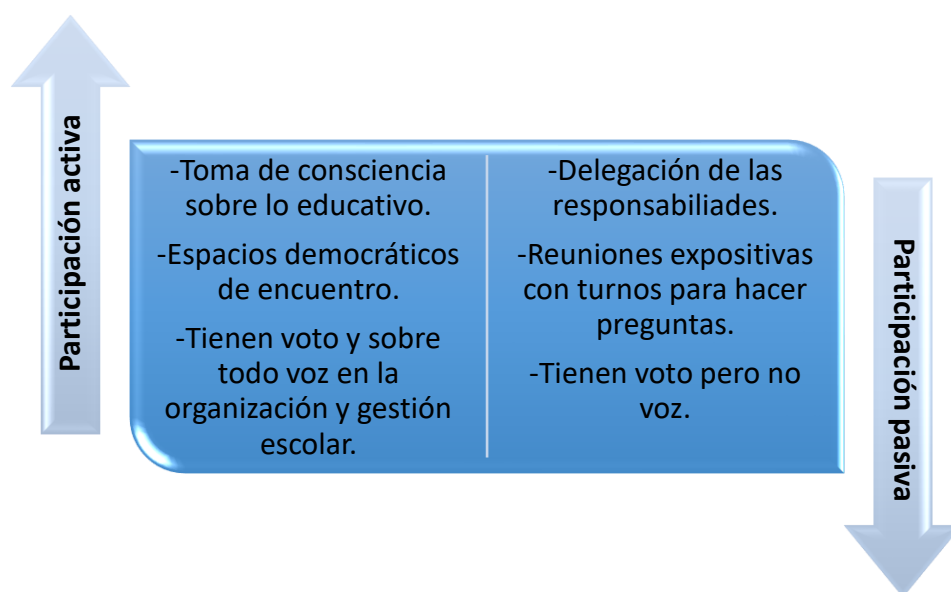 Participación activa
-Toma de consciencia
sobre lo educativo.
-Espacios democráticos
de encuentro.
-Tienen voto y sobre
todo voz en la
organización y gestión
escolar.
-Delegación de las
responsabiliades.
-Reuniones expositivas
con turnos para hacer
preguntas.
-Tienen voto pero no
voz.
Participación pasiva